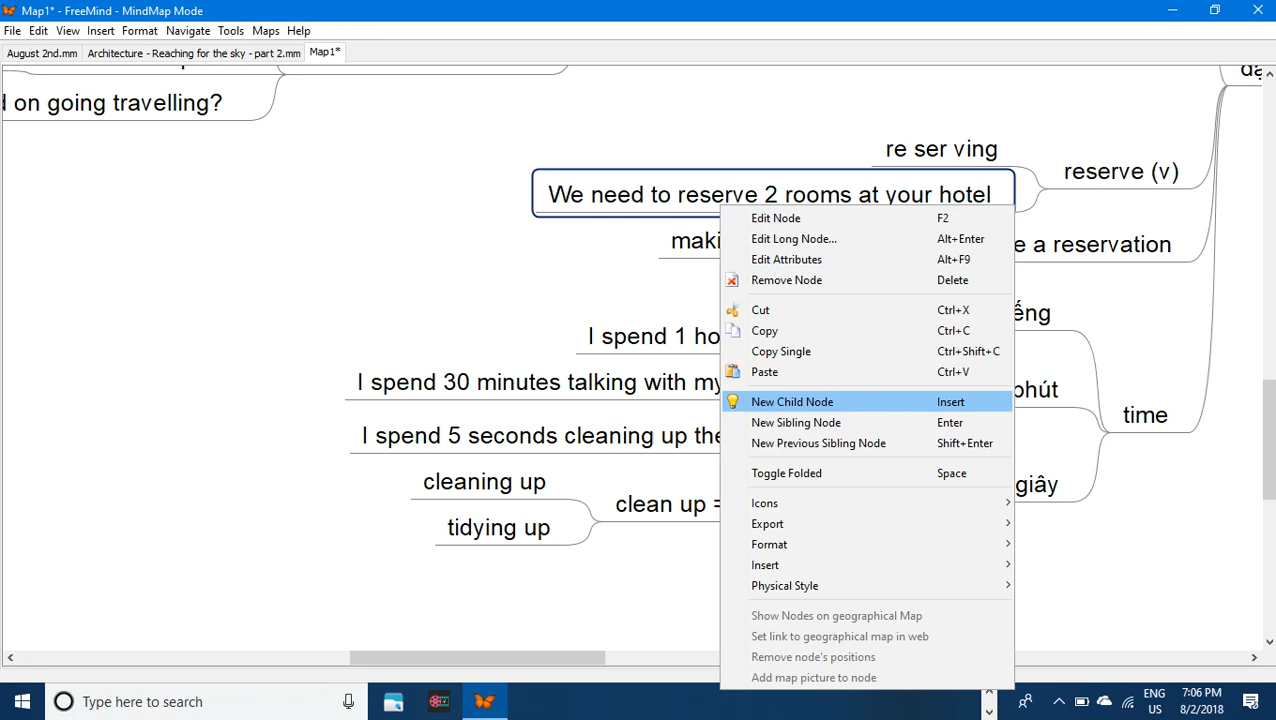 Map1* - FreeMind - MindMap Mode
File Edit View Insert Format Navigate Tools Maps Help
August 2nd.mm Architecture - Reaching for the sky - part 2.mm Map1*
d on going travelling?
re ser ving
reserve (v)
We need to reserve 2 rooms at your hotel
maki
e a reservation
I spend 1 ho
ếng
I spend 30 minutes talking with my
phút
time
I spend 5 seconds cleaning up the
giây
cleaning up
clean up =
tidying up
Edit Node F2
Edit Long Node... Alt+Enter
Edit Attributes Alt+F9
Remove Node Delete
Cut Ctrl+X
Copy Ctrl+C
Copy Single Ctrl+Shift+C
Paste Ctrl+V
New Child Node Insert
New Sibling Node Enter
New Previous Sibling Node Shift+Enter
Toggle Folded Space
Icons
Export
Format
Insert
Physical Style
Show Nodes on geographical Map
Set link to geographical map in web
Remove node's positions
Add map picture to node
Type here to search
ENG
US
7:06 PM
8/2/2018